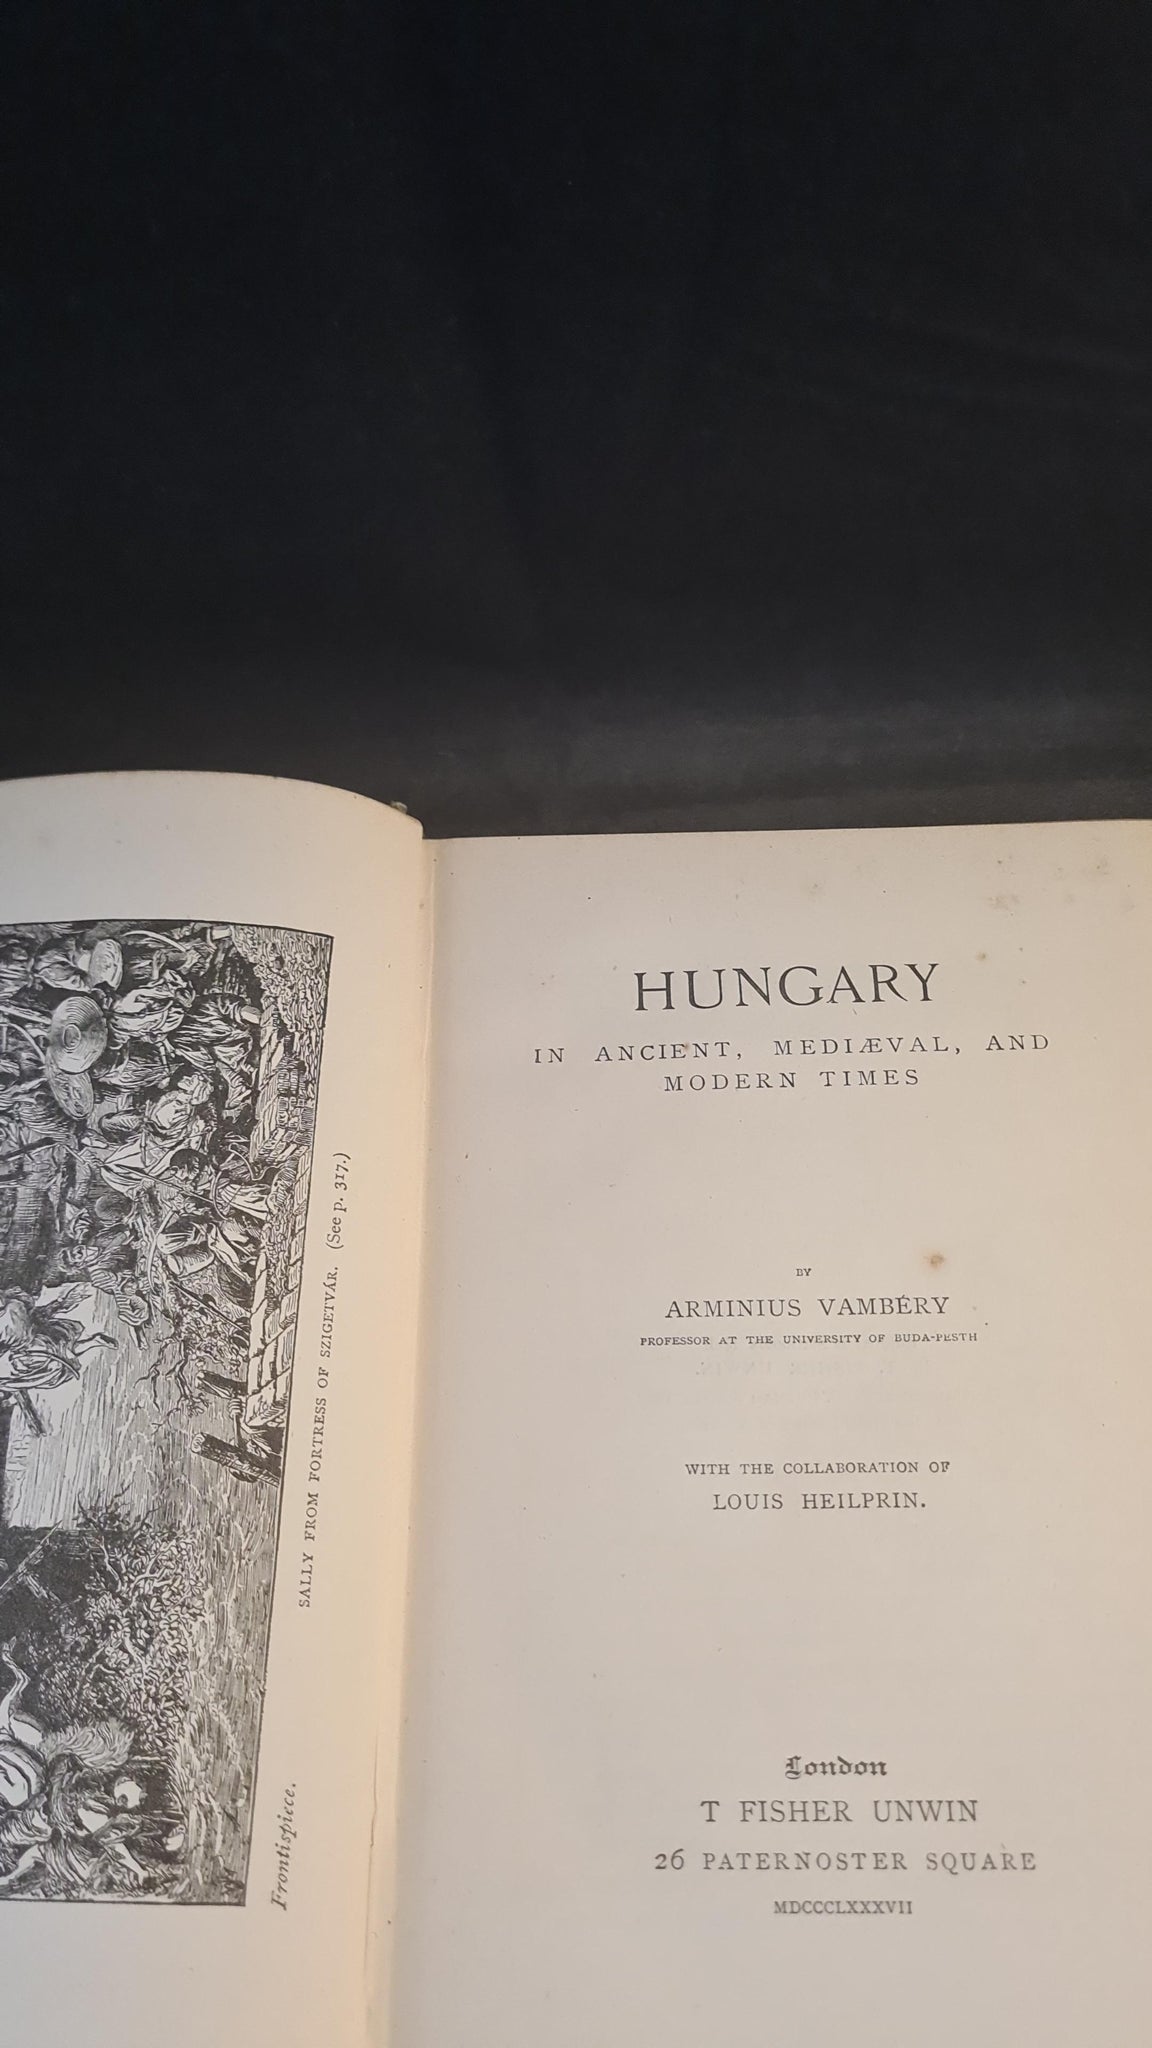 Frontispiece.
SALLY FROM FORTRESS OF SZIGETVÁR. (See p. 317.)
HUNGARY
IN ANCIENT, MEDIÆVAL, AND
MODERN TIMES
BY
ARMINIUS VAMBÉRY
PROFESSOR AT THE UNIVERSITY OF BUDA-PESTH
WITH THE COLLABORATION OF
LOUIS HEILPRIN.
London
T FISHER UNWIN
26 PATERNOSTER SQUARE
MDCCCLXXXVII